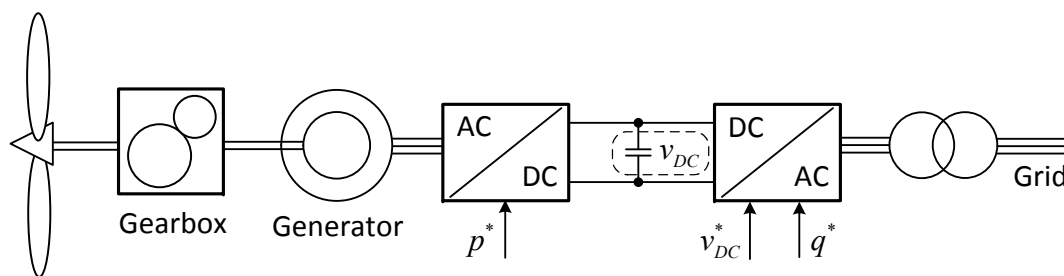 AC
DC
v_DC
DC
AC
Gearbox
Generator
Grid
p*
v*_DC
q*